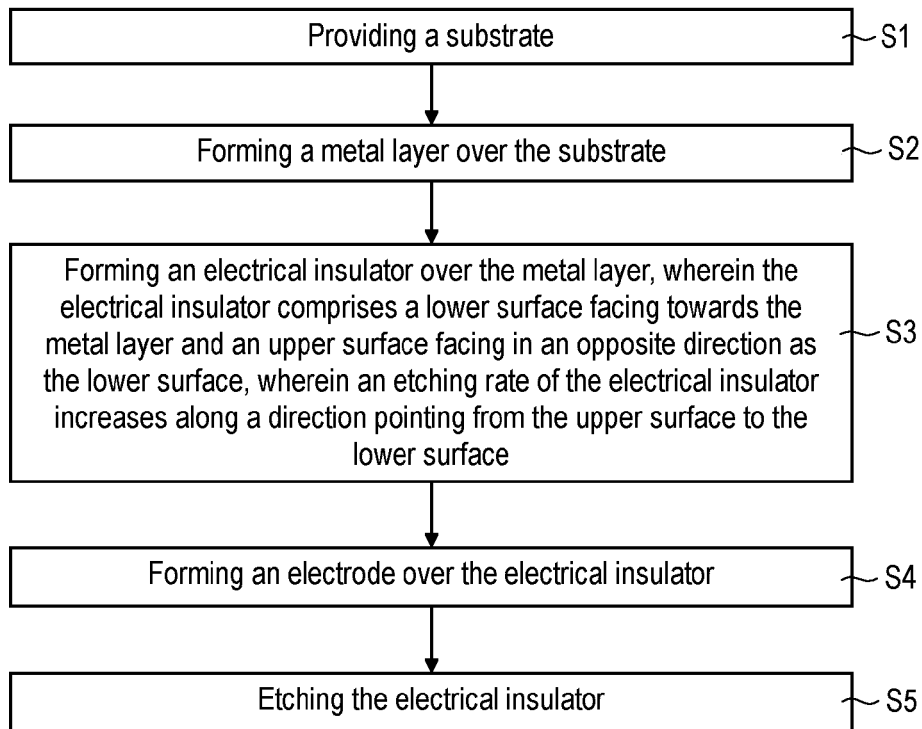 Providing a substrate
S1
Forming a metal layer over the substrate
S2
Forming an electrical insulator over the metal layer, wherein the
electrical insulator comprises a lower surface facing towards the
metal layer and an upper surface facing in an opposite direction as
the lower surface, wherein an etching rate of the electrical insulator
increases along a direction pointing from the upper surface to the
lower surface
S3
Forming an electrode over the electrical insulator
S4
Etching the electrical insulator
S5